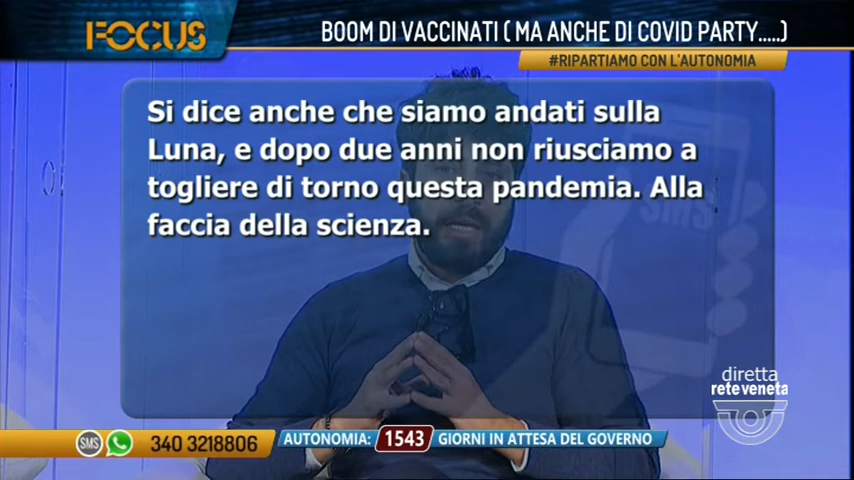 FOCUS
BOOM DI VACCINATI ( MA ANCHE DI COVID PARTY.....)
#RIPARTIAMO CON L'AUTONOMIA
Si dice anche che siamo andati sulla
Luna, e dopo due anni non riusciamo a
togliere di torno questa pandemia. Alla
faccia della scienza.
SMS
diretta
reteveneta
SMS 340 3218806
AUTONOMIA: 1543 GIORNI IN ATTESA DEL GOVERNO